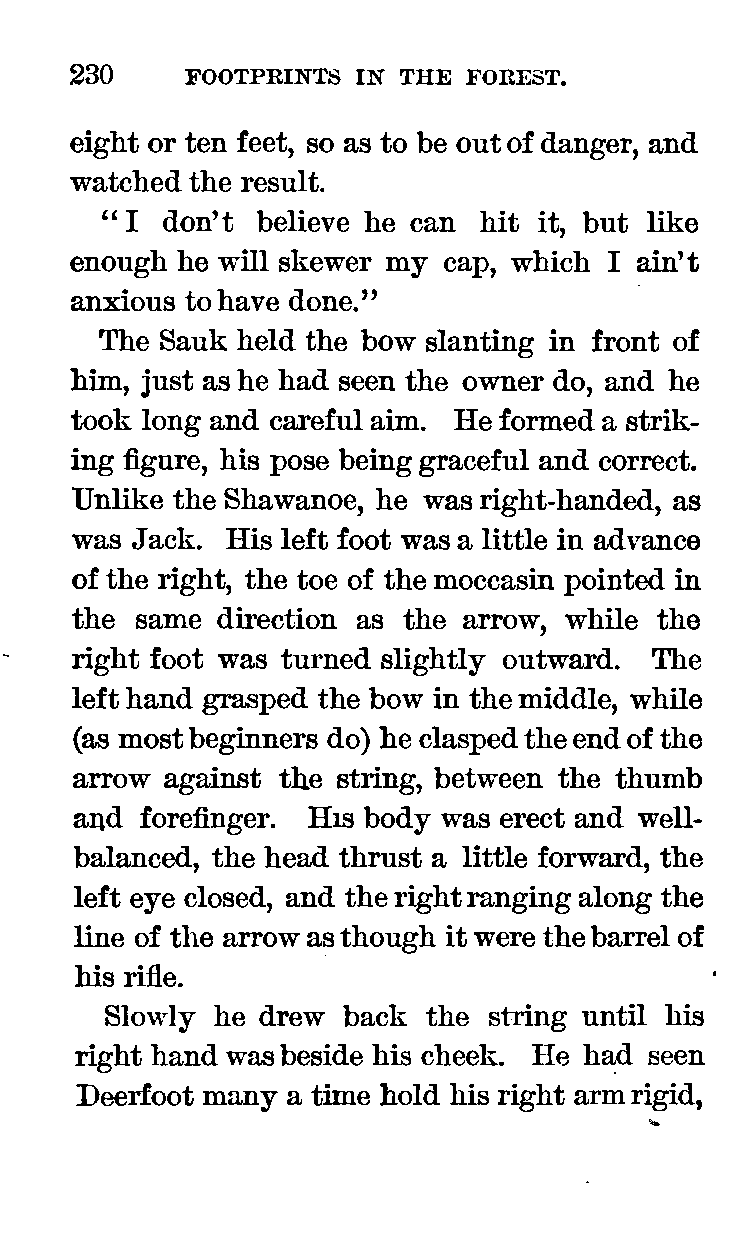 230 FOOTPRINTS IN THE FOREST.
eight or ten feet, so as to be out of danger, and
watched the result.
"I don't believe he can hit it, but like
enough he will skewer my cap, which I ain't
anxious to have done."
The Sauk held the bow slanting in front of
him, just as he had seen the owner do, and he
took long and careful aim. He formed a strik-
ing figure, his pose being graceful and correct.
Unlike the Shawanoe, he was right-handed, as
was Jack. His left foot was a little in advance
of the right, the toe of the moccasin pointed in
the same direction as the arrow, while the
right foot was turned slightly outward. The
left hand grasped the bow in the middle, while
(as most beginners do) he clasped the end of the
arrow against the string, between the thumb
and forefinger. His body was erect and well-
balanced, the head thrust a little forward, the
left eye closed, and the right ranging along the
line of the arrow as though it were the barrel of
his rifle.
Slowly he drew back the string until his
right hand was beside his cheek. He had seen
Deerfoot many a time hold his right arm rigid,